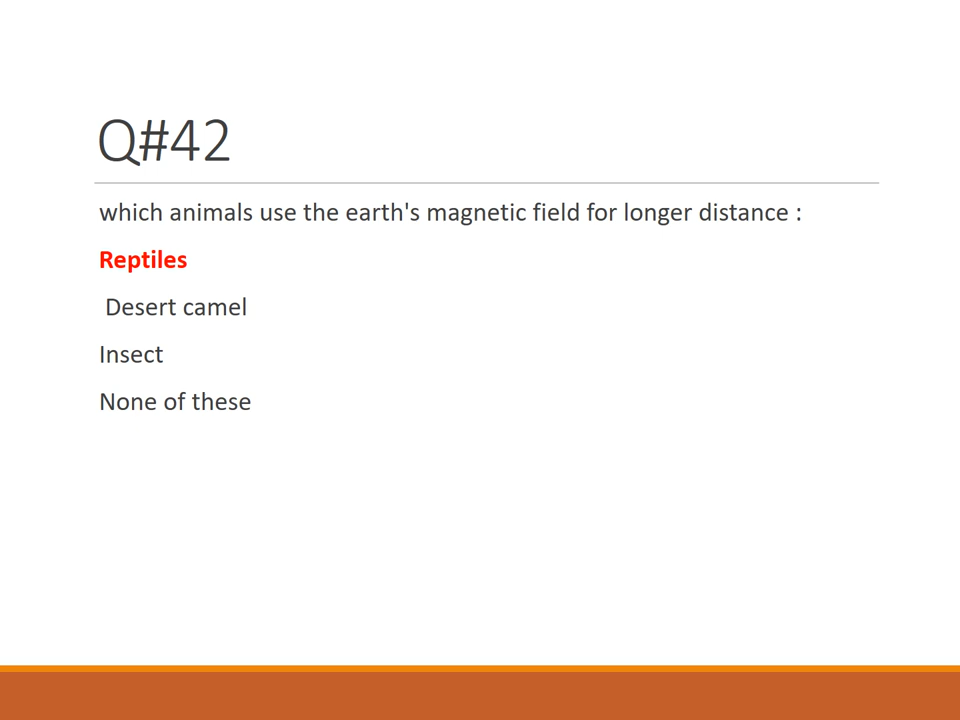 Q#42
which animals use the earth's magnetic field for longer distance :
Reptiles
Desert camel
Insect
None of these